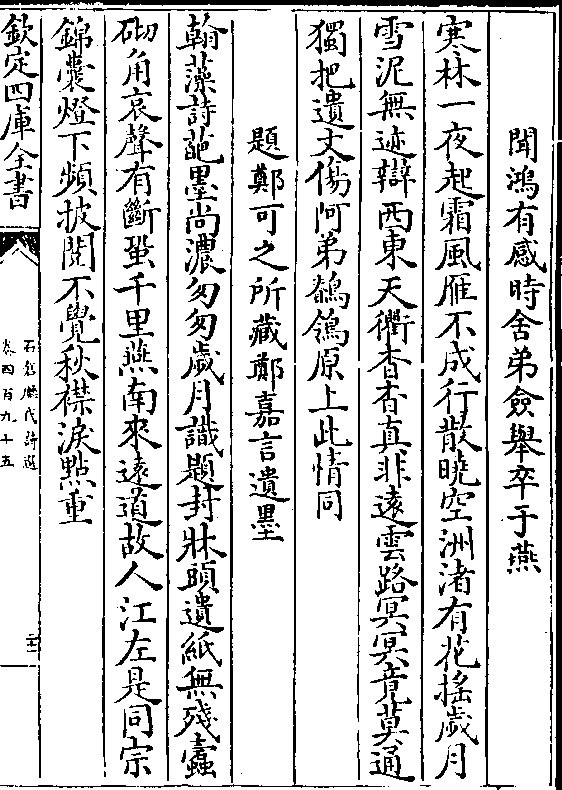 聞鴻有感時舍弟僉舉卒于燕
寒林一夜起霜風雁不成行散曉空洲渚有花搖歲月
雪泥無迹辯西東天衢杳杳真非遠雲路冥冥竟莫通
獨把遺文傷阿弟鶺鴒原上此情同
題鄭可之所藏鄭嘉言遺墨
翰藻詩葩墨尚濃匆匆歲月識題封牀頭遺紙無殘蠹
砌角哀聲有斷蛩千里燕南來遠道故人江左是同宗
錦囊燈下頻披閱不覺秋襟淚點重
欽定四庫全書
石倉歷代詩選
卷四百九十五